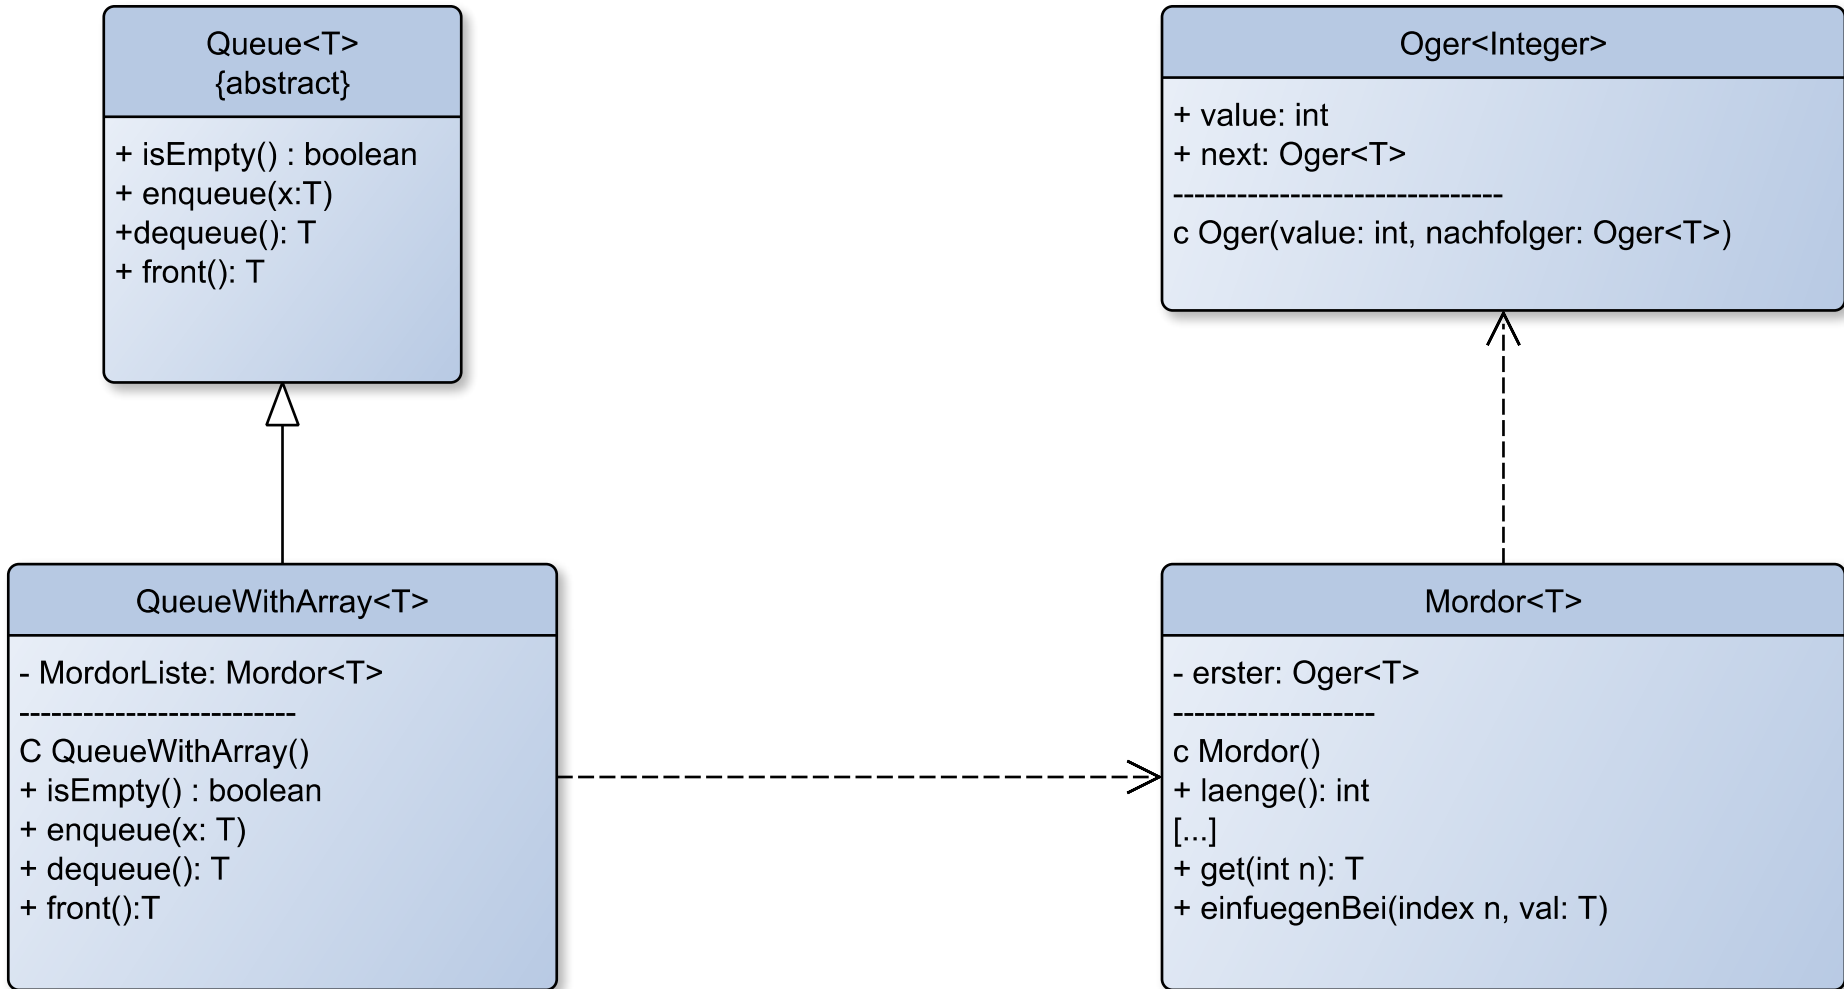 Queue<T>
{abstract}
+ isEmpty() : boolean
+ enqueue(x:T)
+dequeue(): T
+ front(): T
Oger<Integer>
+ value: int
+ next: Oger<T>
-------------------------------
c Oger(value: int, nachfolger: Oger<T>)
QueueWithArray<T>
- MordorListe: Mordor<T>
--------------------------
C QueueWithArray()
+ isEmpty() : boolean
+ enqueue(x: T)
+ dequeue(): T
+ front():T
Mordor<T>
- erster: Oger<T>
-------------------
c Mordor()
+ laenge(): int
[...]
+ get(int n): T
+ einfuegenBei(index n, val: T)